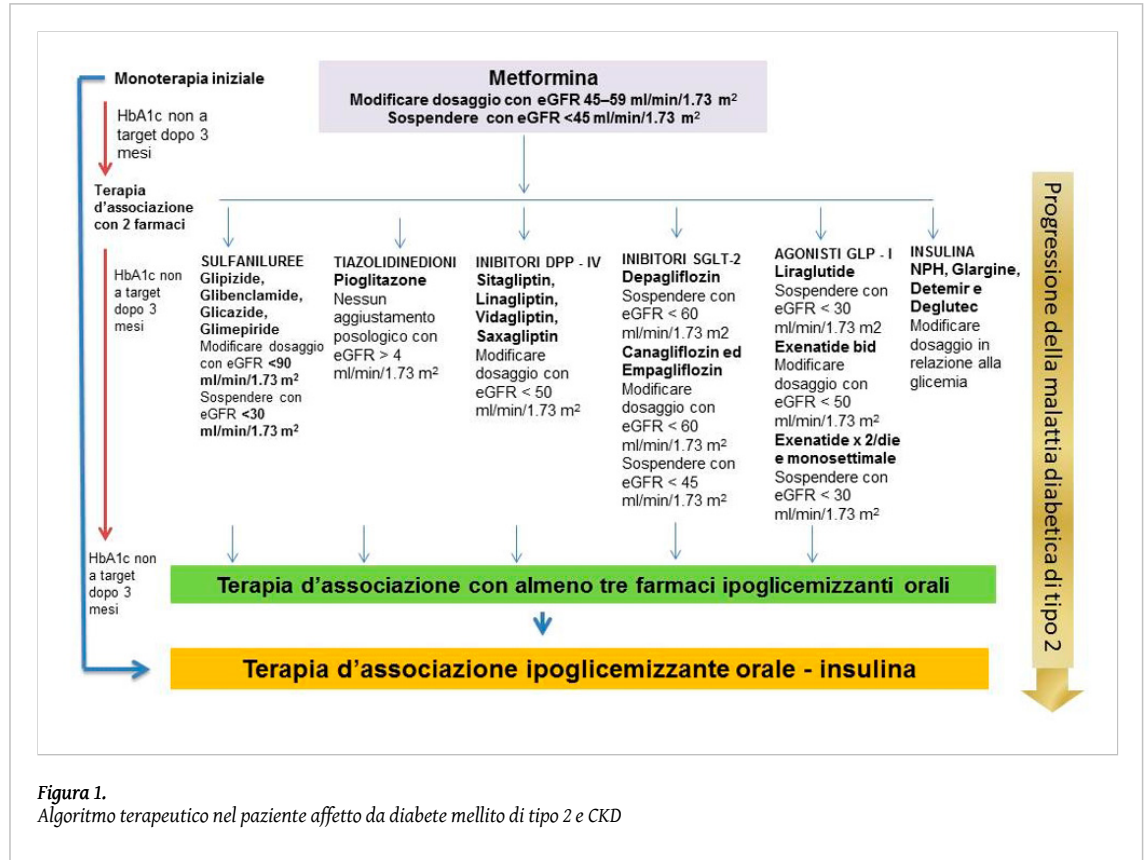 Monoterapia iniziale
HbA1c non a
target dopo 3
mesi
Terapia
d'associazione
con 2 farmaci
HbA1c non
a target
dopo 3
mesi
HbA1c non
a target
dopo 3
mesi
Metformina
Modificare dosaggio con eGFR 45–59 ml/min/1.73 m²
Sospendere con eGFR <45 ml/min/1.73 m²
SULFANILUREE
Glipizide,
Glibenclamide,
Glicazide,
Glimepiride
Modificare dosaggio
con eGFR <90
ml/min/1.73 m²
Sospendere con
eGFR <30
ml/min/1.73 m²
TIAZOLIDINEDIONI
Pioglitazone
Nessun
aggiustamento
posologico con
eGFR > 4
ml/min/1.73 m²
INIBITORI DPP - IV
Sitagliptin,
Linagliptin,
Vidagliptin,
Saxagliptin
Modificare
dosaggio con
eGFR < 50
ml/min/1.73 m²
INIBITORI SGLT-2
Depagliflozin
Sospendere con
eGFR < 60
ml/min/1.73 m2
Canagliflozin ed
Empagliflozin
Modificare
dosaggio con
eGFR < 60
ml/min/1.73 m²
Sospendere con
eGFR < 45
ml/min/1.73 m²
AGONISTI GLP - I
Liraglutide
Sospendere con
eGFR < 30
ml/min/1.73 m2
Exenatide bid
Modificare
dosaggio con
eGFR < 50
ml/min/1.73 m²
Exenatide x 2/die
e monosettimale
Sospendere con
eGFR < 30
ml/min/1.73 m²
INSULINA
NPH, Glargine,
Detemir e
Deglutec
Modificare
dosaggio in
relazione alla
glicemia
Progressione della malattia diabetica di tipo 2
Terapia d'associazione con almeno tre farmaci ipoglicemizzanti orali
Terapia d'associazione ipoglicemizzante orale - insulina
Figura 1.
Algoritmo terapeutico nel paziente affetto da diabete mellito di tipo 2 e CKD